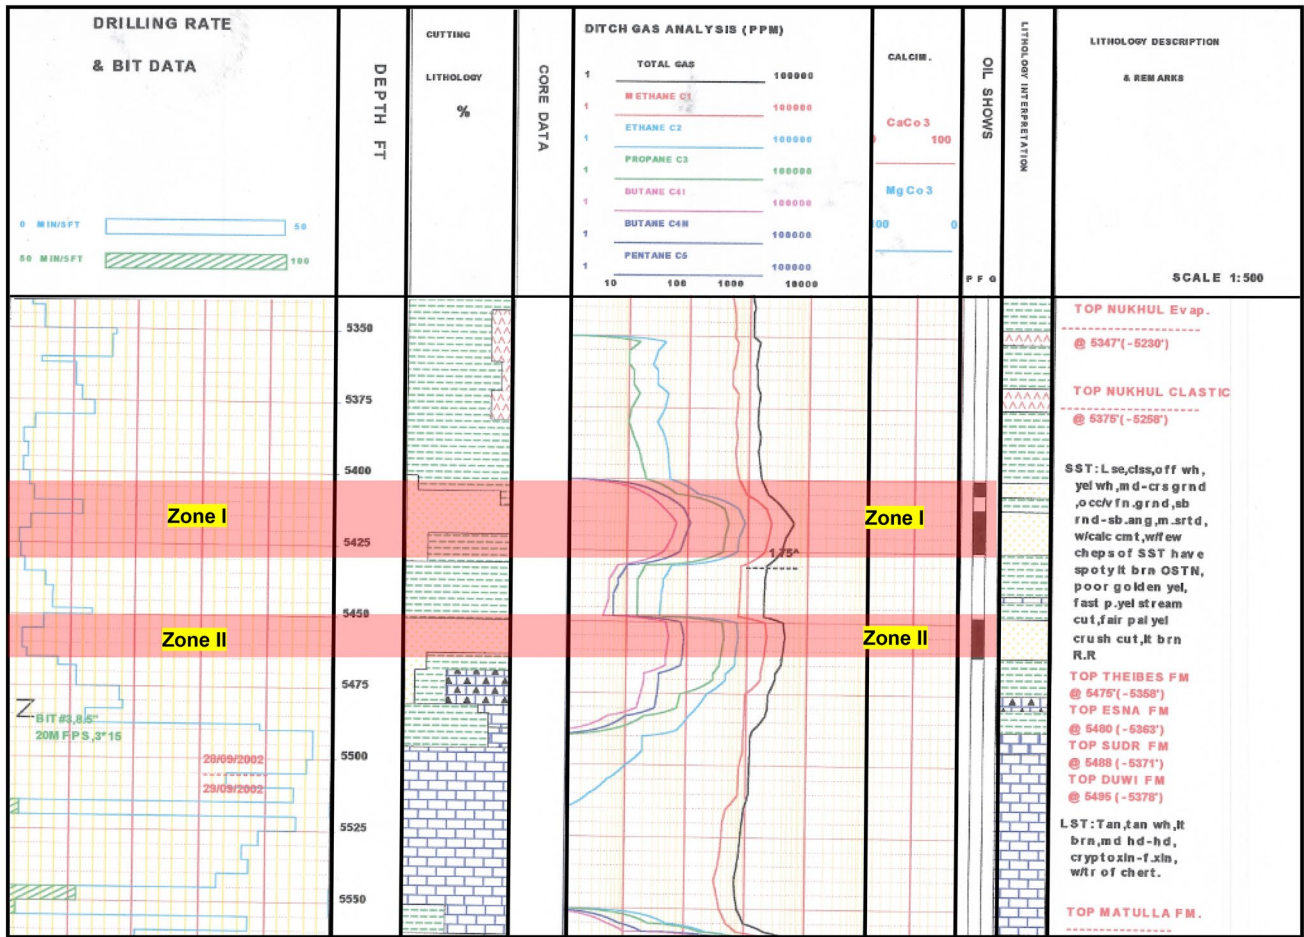 DRILLING RATE
& BIT DATA
0 MIN/5FT 50
50 MIN/5FT 100
DEPTH FT
CUTTING
LITHOLOGY
%
CORE DATA
DITCH GAS ANALYSIS (PPM)
TOTAL GAS
1 100000
METHANE C1
1 100000
ETHANE C2
1 100000
PROPANE C3
1 100000
BUTANE C4I
1 100000
BUTANE C4N
1 100000
PENTANE C5
1 100000
10 100 1000 10000
CALCIM.
CaCo3
100
MgCo3
00 0
OIL SHOWS
P F G
LITHOLOGY INTERPRETATION
LITHOLOGY DESCRIPTION
& REMARKS
SCALE 1:500
5350
5375
5400
5425
5450
5475
5500
5525
5550
Zone I
Zone I
1.75^
Zone II
Zone II
BIT #3,8.5"
20M FPS,3*15
28/09/2002
29/09/2002
TOP NUKHUL Evap.
@ 5347'(-5230')
TOP NUKHUL CLASTIC
@ 5375'(-5258')
SST:Lse,clss,off wh,
yel wh,md-crs grnd
,occ/v fn.grnd,sb
rnd-sb.ang,m.srtd,
w/calc cmt,w/few
cheps of SST have
spoty lt brn OSTN,
poor golden yel,
fast p.yel stream
cut,fair pal yel
crush cut,lt brn
R.R
TOP THEIBES FM
@ 5475'(-5358')
TOP ESNA FM
@ 5480 (-5363')
TOP SUDR FM
@ 5488 (-5371')
TOP DUWI FM
@ 5495 (-5378')
LST:Tan,tan wh,lt
brn,md hd-hd,
cryptoxln-f.xln,
w/tr of chert.
TOP MATULLA FM.